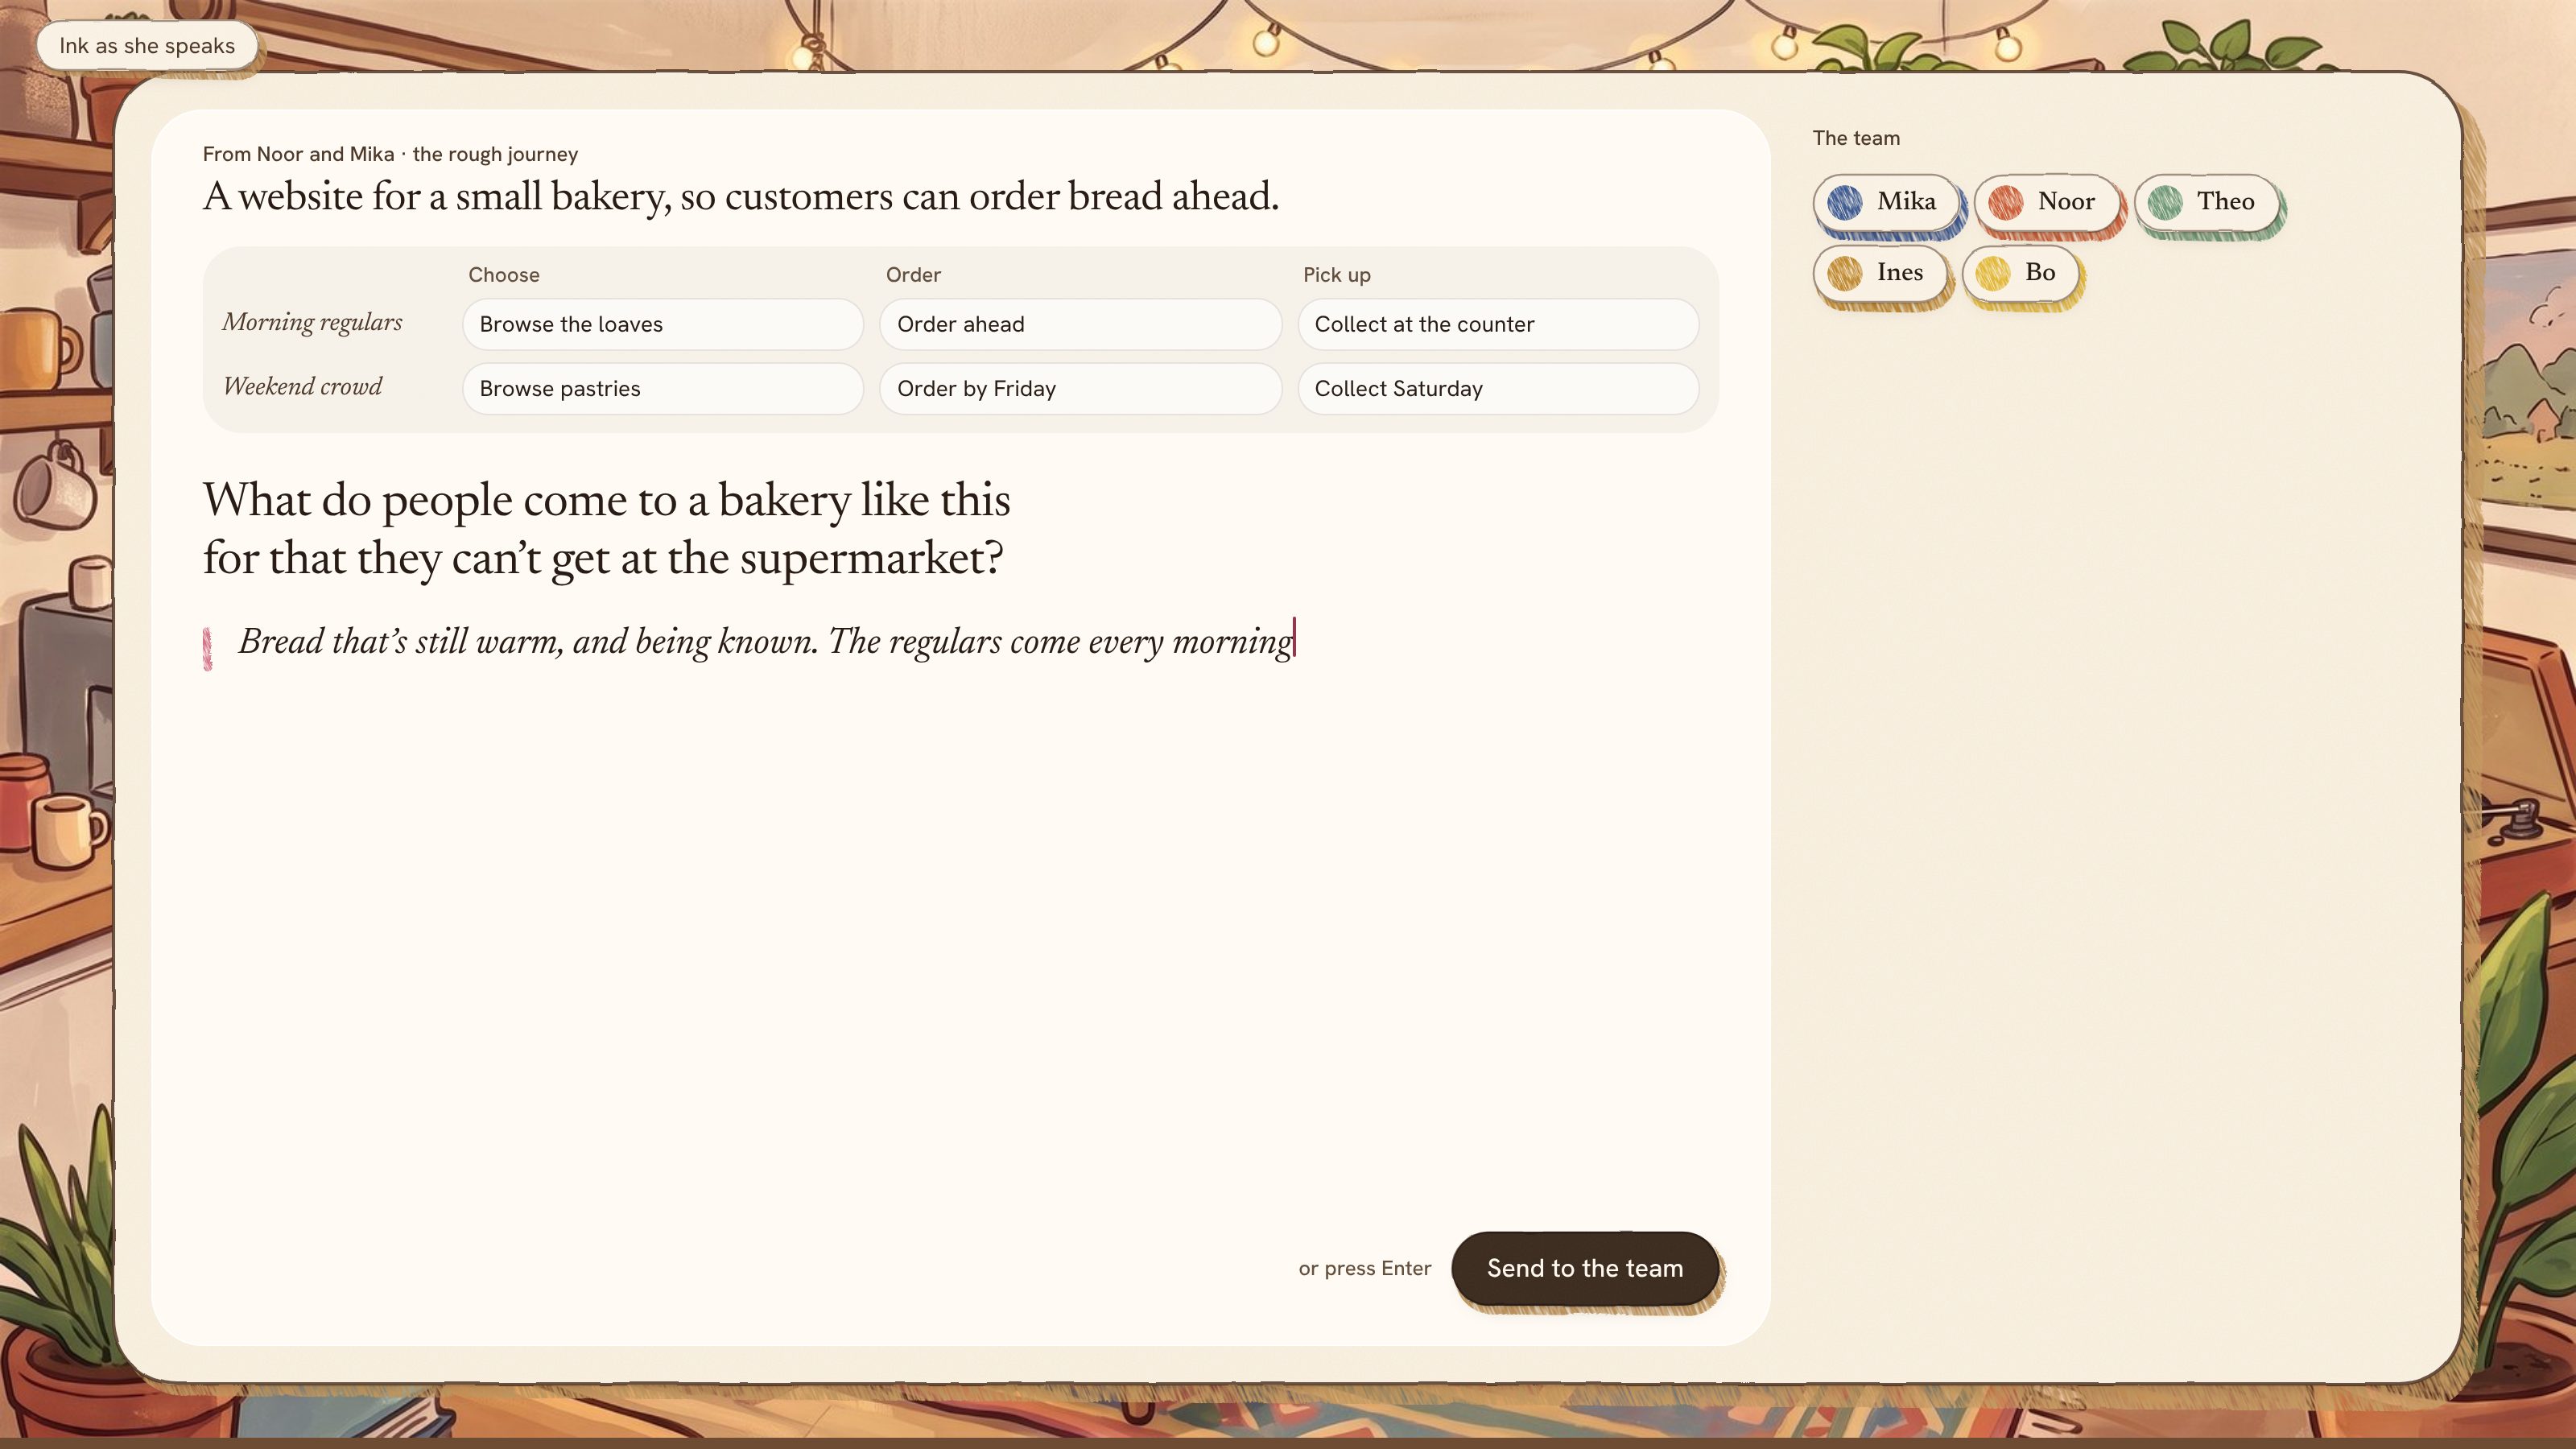 Ink as she speaks
From Noor and Mika · the rough journey
A website for a small bakery, so customers can order bread ahead.
Choose Order Pick up
Morning regulars Browse the loaves Order ahead Collect at the counter
Weekend crowd Browse pastries Order by Friday Collect Saturday
What do people come to a bakery like this
for that they can’t get at the supermarket?
Bread that’s still warm, and being known. The regulars come every morning
or press Enter Send to the team
The team
Mika Noor Theo
Ines Bo